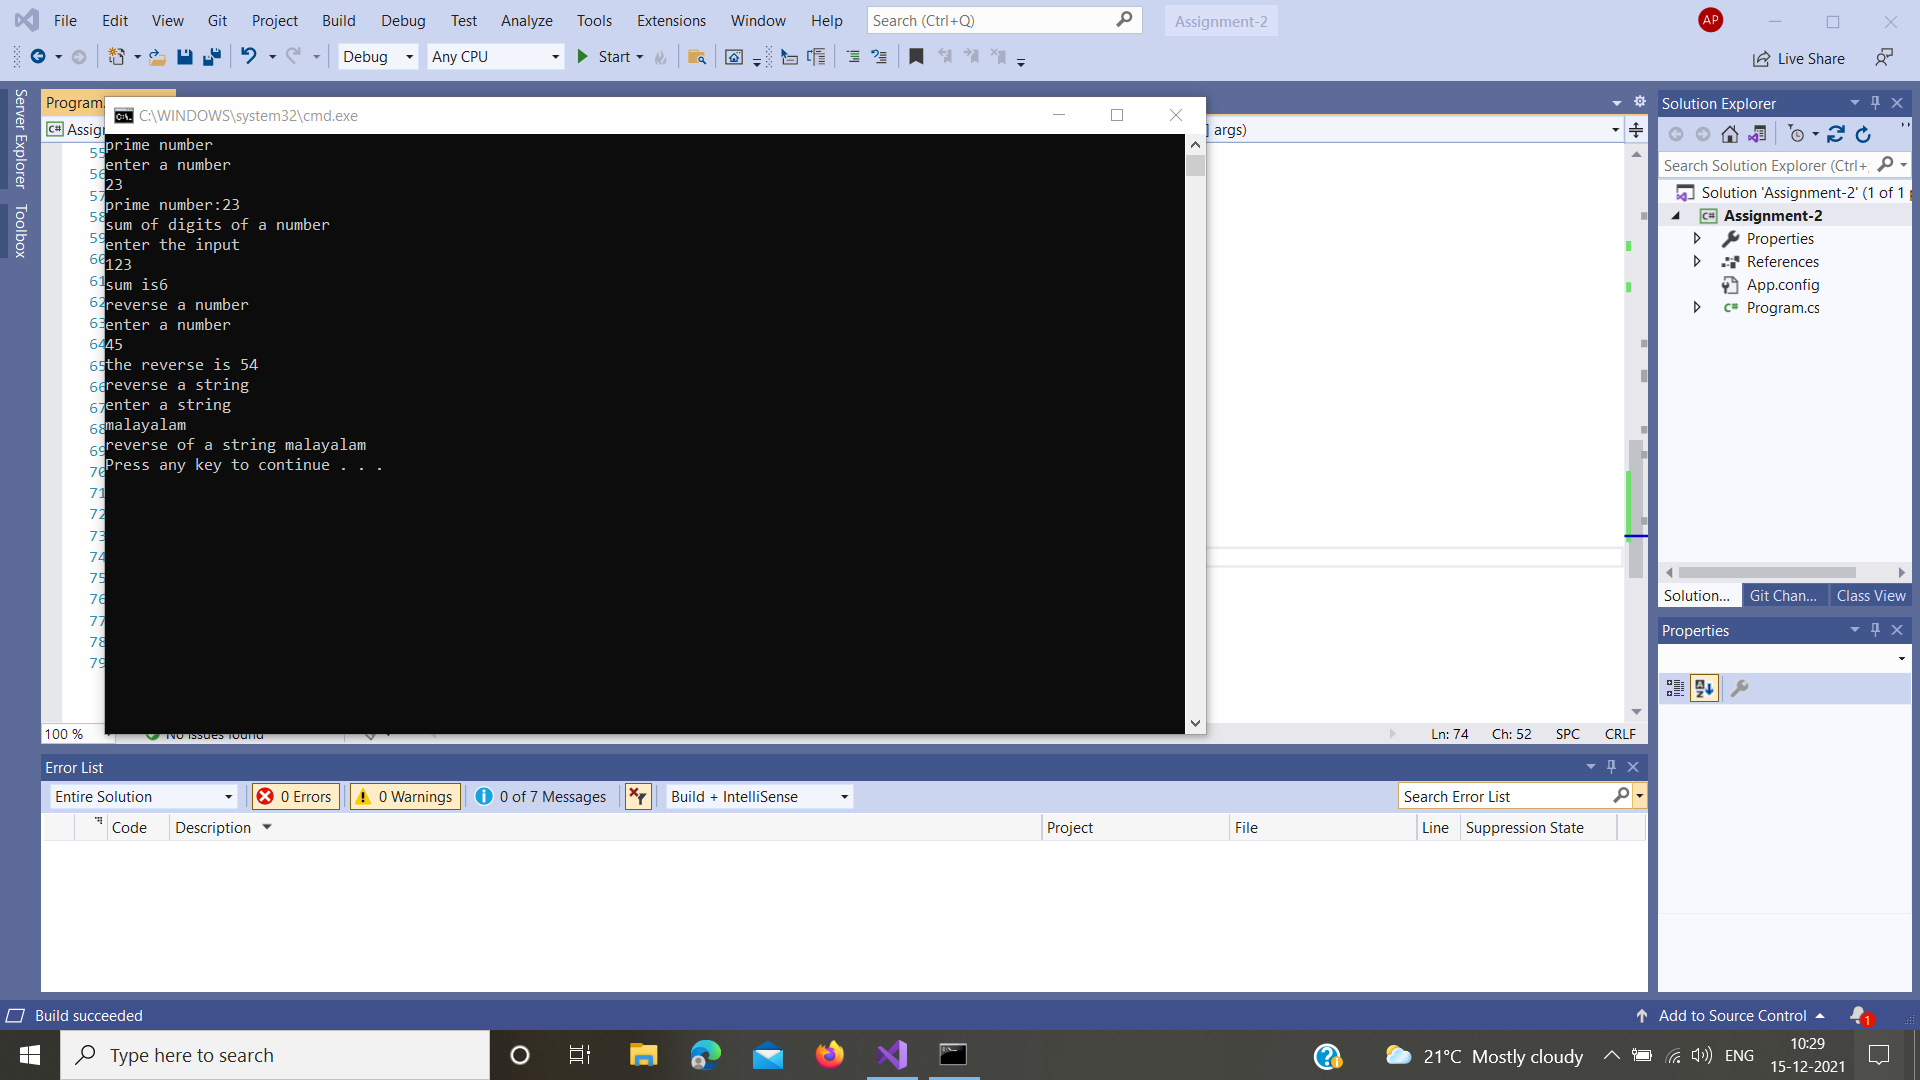 File Edit View Git Project Build Debug Test Analyze Tools Extensions Window Help Search (Ctrl+Q) Assignment-2 AP
Debug Any CPU Start Live Share
Server Explorer
Toolbox
Program.
C:\WINDOWS\system32\cmd.exe
Assign
args)
prime number
enter a number
23
prime number:23
sum of digits of a number
enter the input
123
sum is6
reverse a number
enter a number
45
the reverse is 54
reverse a string
enter a string
malayalam
reverse of a string malayalam
Press any key to continue . . .
55
56
57
58
59
60
61
62
63
64
65
66
67
68
69
70
71
72
73
74
75
76
77
78
79
100 % No issues found Ln: 74 Ch: 52 SPC CRLF
Solution Explorer
Search Solution Explorer (Ctrl+
Solution 'Assignment-2' (1 of 1
C# Assignment-2
Properties
References
App.config
C# Program.cs
Solution... Git Chan... Class View
Properties
Error List
Entire Solution 0 Errors 0 Warnings 0 of 7 Messages Build + IntelliSense Search Error List
Code Description Project File Line Suppression State
Build succeeded Add to Source Control 1
Type here to search 21°C Mostly cloudy ENG 10:29
15-12-2021